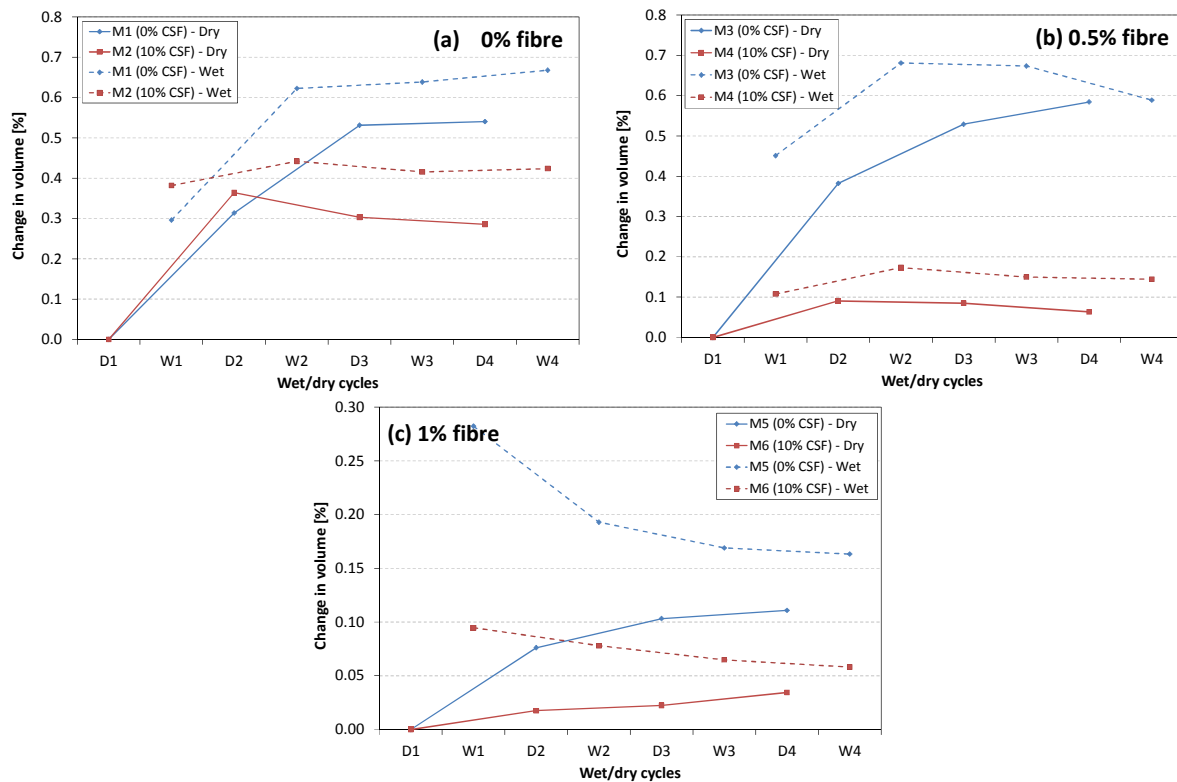 (a) 0% fibre
M1 (0% CSF) - Dry
M2 (10% CSF) - Dry
M1 (0% CSF) - Wet
M2 (10% CSF) - Wet
Change in volume [%]
0.8
0.7
0.6
0.5
0.4
0.3
0.2
0.1
0.0
D1 W1 D2 W2 D3 W3 D4 W4
Wet/dry cycles
(b) 0.5% fibre
M3 (0% CSF) - Dry
M4 (10% CSF) - Dry
M3 (0% CSF) - Wet
M4 (10% CSF) - Wet
Change in volume [%]
0.8
0.7
0.6
0.5
0.4
0.3
0.2
0.1
0.0
D1 W1 D2 W2 D3 W3 D4 W4
Wet/dry cycles
(c) 1% fibre
M5 (0% CSF) - Dry
M6 (10% CSF) - Dry
M5 (0% CSF) - Wet
M6 (10% CSF) - Wet
Change in volume [%]
0.30
0.25
0.20
0.15
0.10
0.05
0.00
D1 W1 D2 W2 D3 W3 D4 W4
Wet/dry cycles